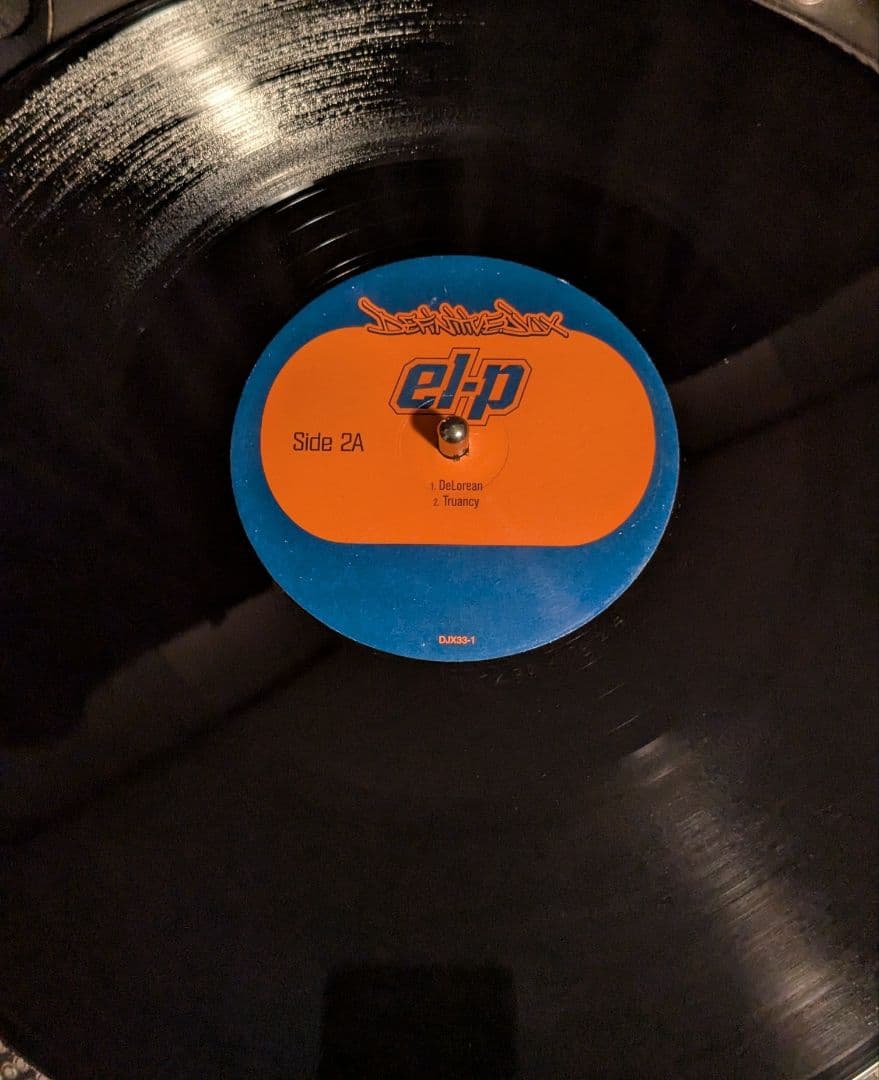 DEFINITIVEJUX
el-p
Side 2A
1. DeLorean
2. Truancy
DJX33-1